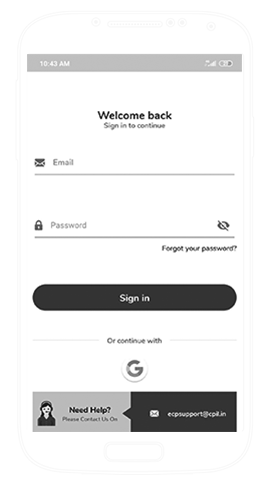 10:43 AM
Welcome back
Sign in to continue
Email
Password
Forgot your password?
Sign in
Or continue with
G
Need Help?
Please Contact Us On
ecpsupport@cpil.in